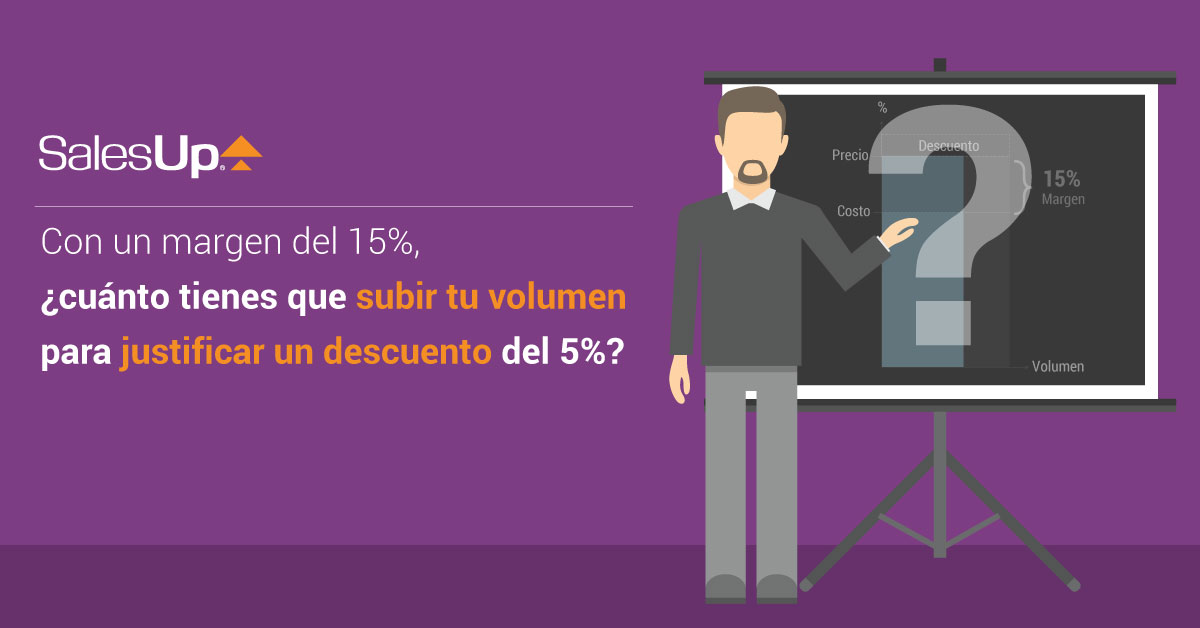 SalesUp®
Con un margen del 15%,
¿cuánto tienes que subir tu volumen
para justificar un descuento del 5%?
%
Descuento
Precio
15%
Margen
Costo
Volumen